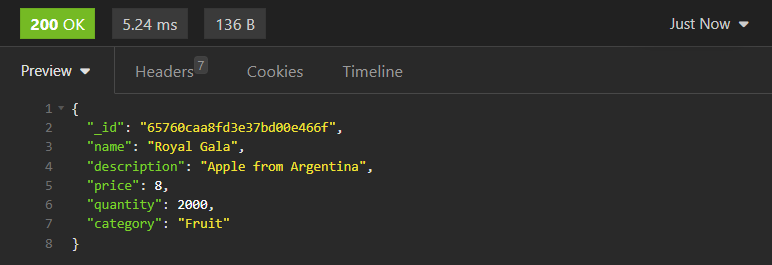 200 OK 5.24 ms 136 B Just Now
Preview Headers 7 Cookies Timeline
1 {
2 "_id": "65760caa8fd3e37bd00e466f",
3 "name": "Royal Gala",
4 "description": "Apple from Argentina",
5 "price": 8,
6 "quantity": 2000,
7 "category": "Fruit"
8 }